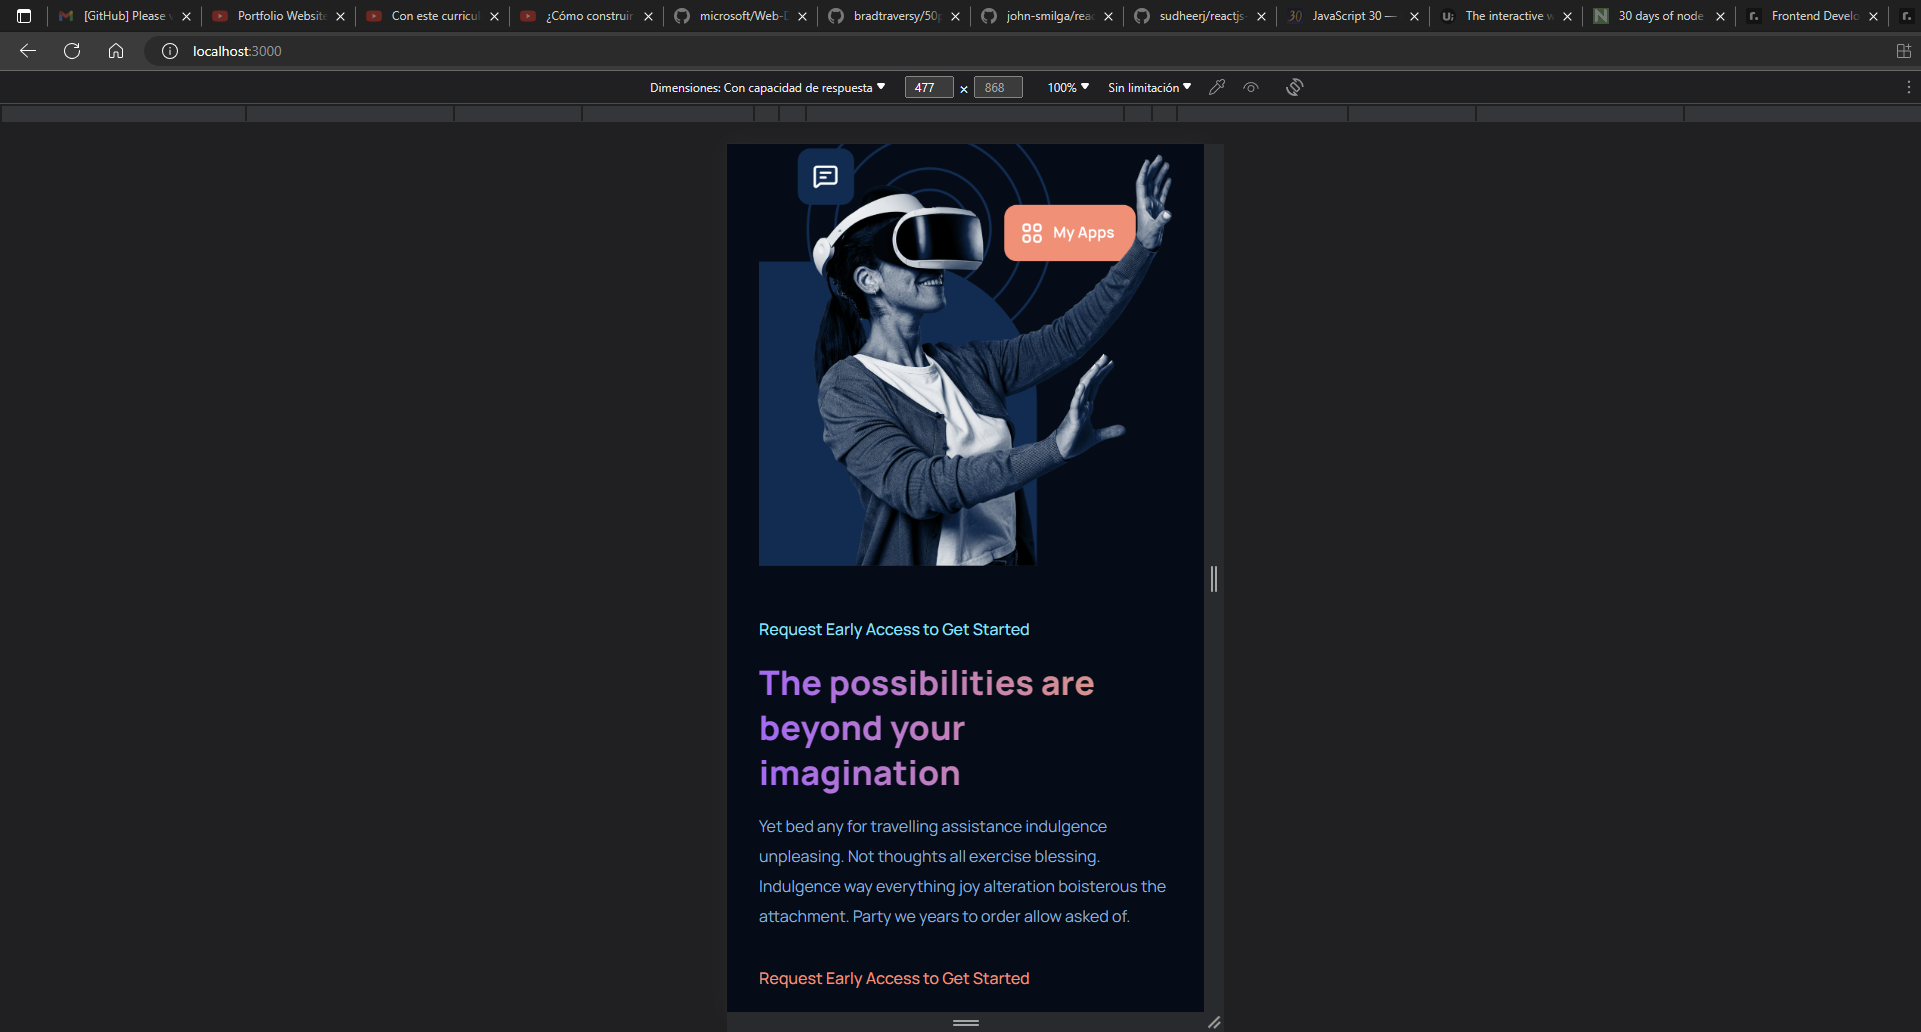 [GitHub] Please
Portfolio Website
Con este curricul
¿Cómo construir
microsoft/Web-D
bradtraversy/50p
john-smilga/reac
sudheerj/reactjs-
30 JavaScript 30 —
U; The interactive w
N 30 days of node
r. Frontend Develo
r.
localhost:3000
Dimensiones: Con capacidad de respuesta 477 × 868 100% Sin limitación
My Apps
Request Early Access to Get Started
The possibilities are
beyond your
imagination
Yet bed any for travelling assistance indulgence
unpleasing. Not thoughts all exercise blessing.
Indulgence way everything joy alteration boisterous the
attachment. Party we years to order allow asked of.
Request Early Access to Get Started